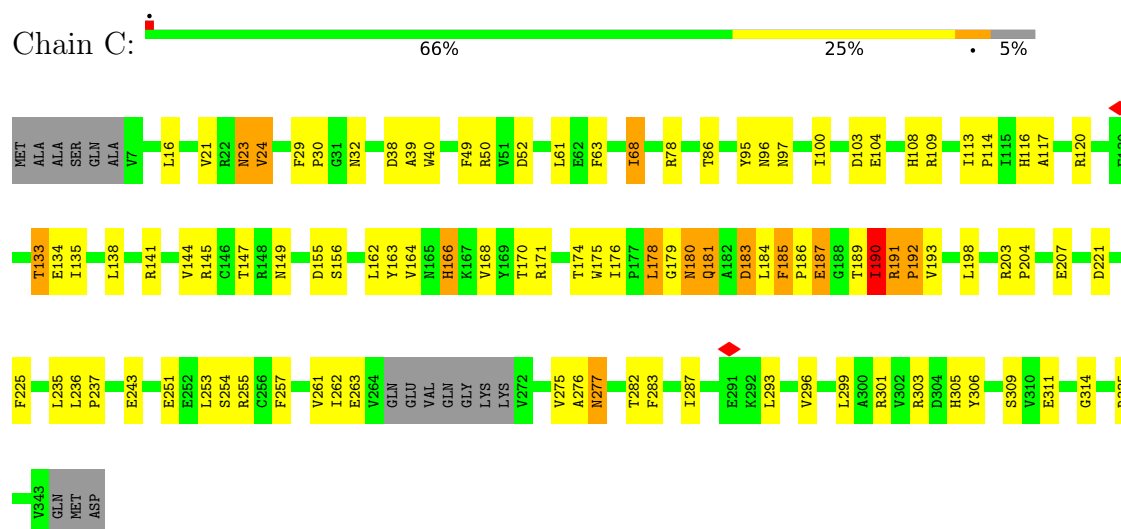 Chain C:
66% 25% • 5%
MET ALA ALA SER GLN ALA V7 L16 V21 R22 N23 V24 F29 P30 G31 N32 D38 A39 W40 F49 R50 V51 D52 L61 E62 F63 I68 R78 T86 Y95 N96 N97 I100 D103 E104 H108 R109 I113 P114 I115 H116 A117 R120
T133 E134 I135 L138 R141 V144 R145 C146 T147 R148 N149 D155 S156 L162 Y163 V164 N165 H166 K167 V168 Y169 T170 R171 T174 W175 I176 P177 L178 G179 N180 Q181 A182 D183 L184 F185 P186 E187 G188 T189 I190 R191 P192 V193 L198 R203 P204 E207 D221
F225 L235 L236 P237 E243 E251 E252 L253 S254 R255 C256 F257 V261 I262 E263 V264 GLN GLU VAL GLN GLY LYS LYS V272 V275 A276 N277 T282 F283 I287 E291 K292 L293 V296 L299 A300 R301 V302 R303 D304 H305 Y306 S309 V310 E311 G314
V343 GLN MET ASP